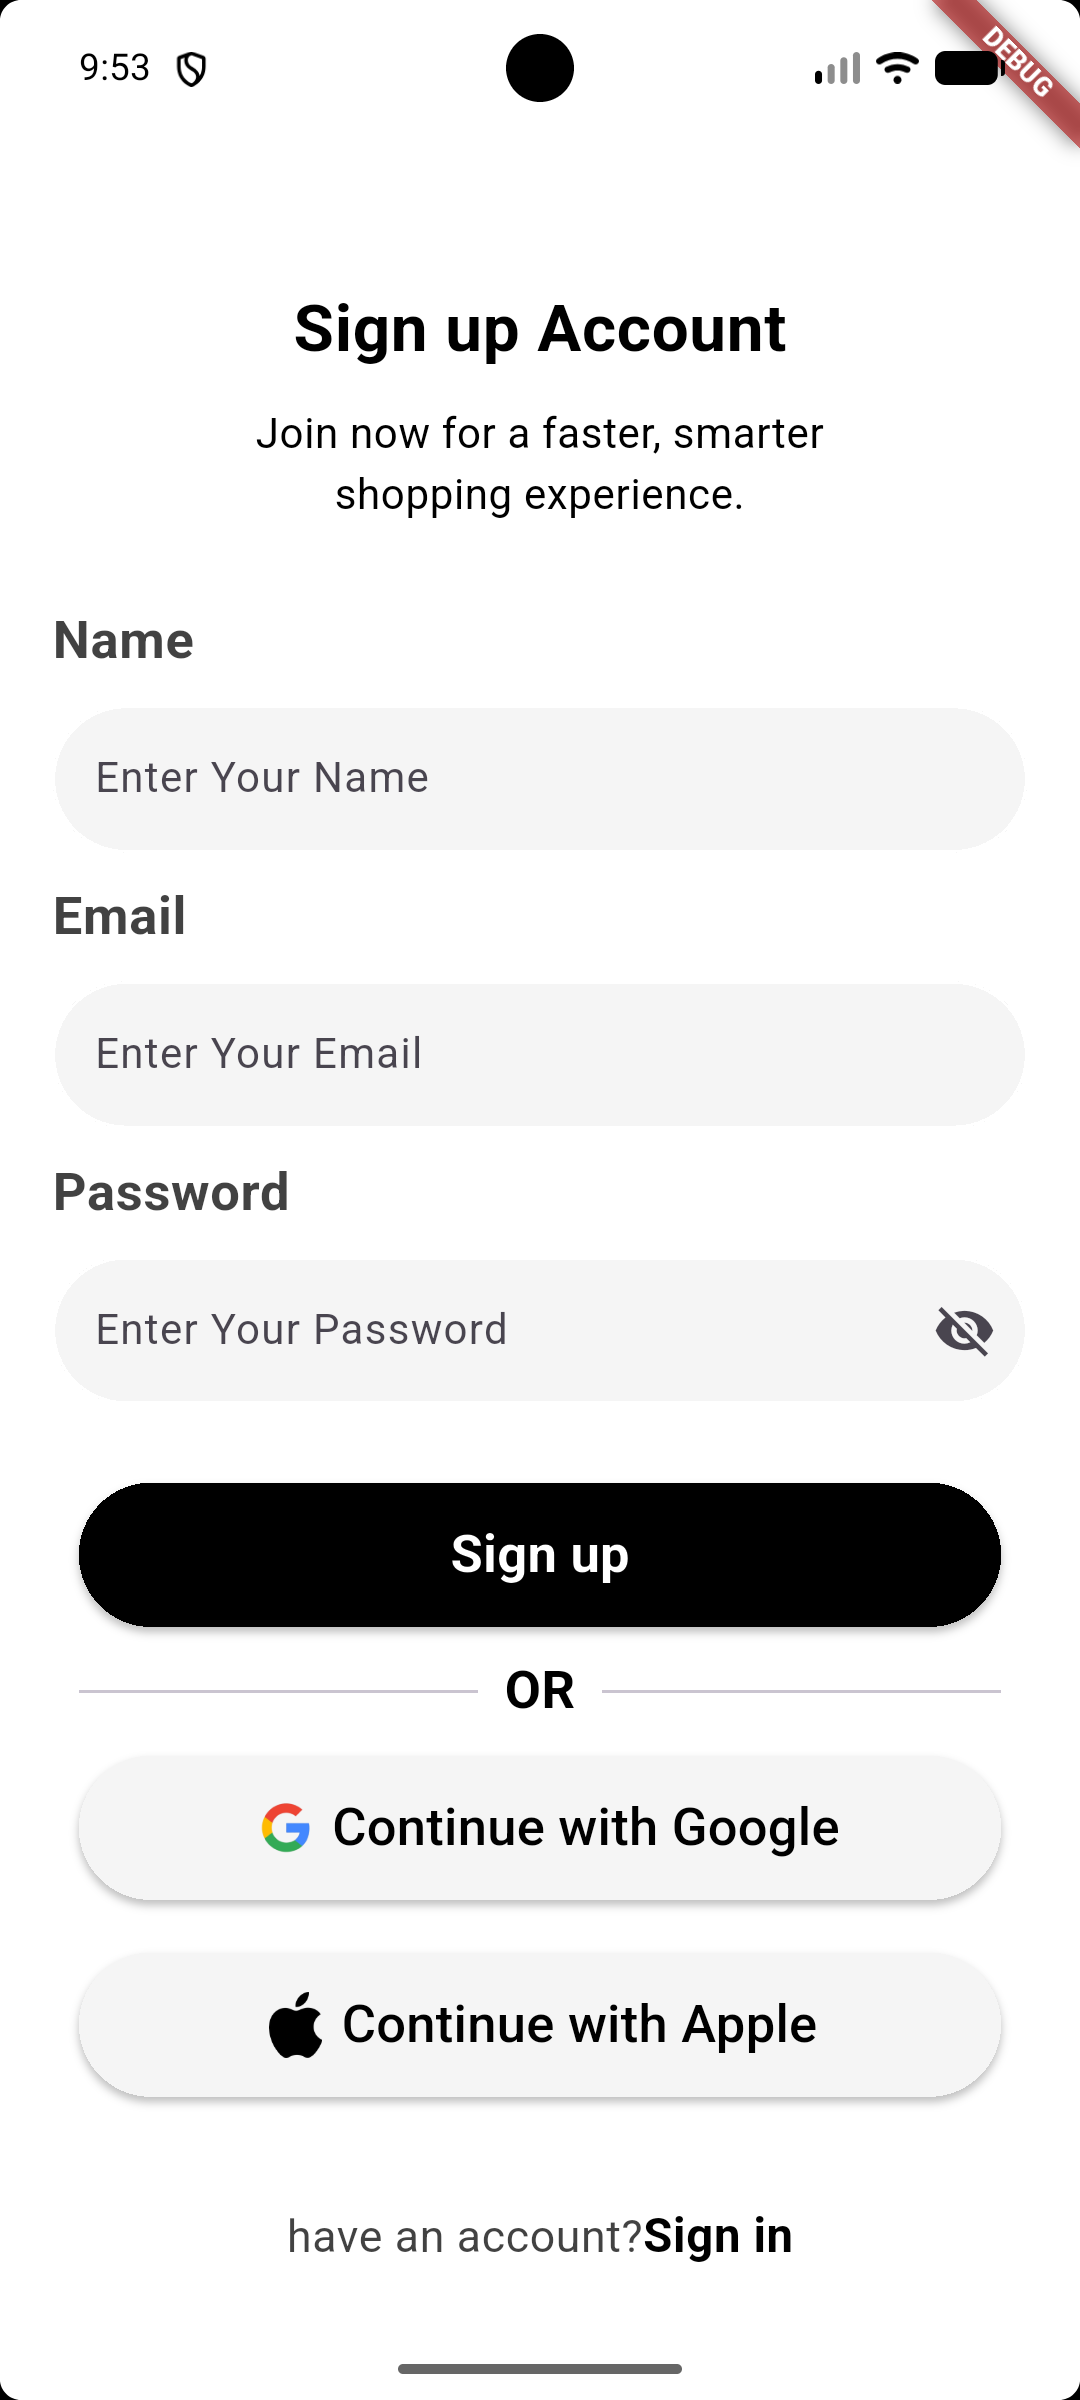 9:53
DEBUG
Sign up Account
Join now for a faster, smarter
shopping experience.
Name
Enter Your Name
Email
Enter Your Email
Password
Enter Your Password
Sign up
OR
Continue with Google
Continue with Apple
have an account?Sign in